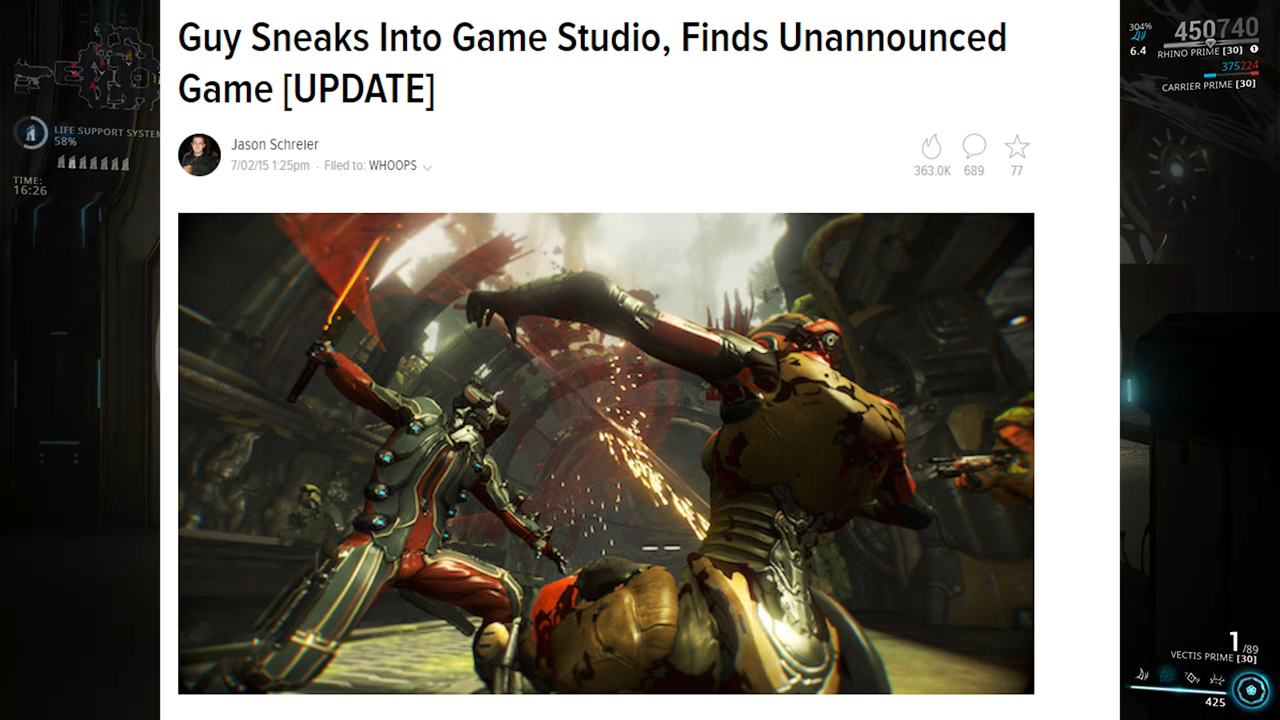 Guy Sneaks Into Game Studio, Finds Unannounced
Game [UPDATE]
Jason Schreier
7/02/15 1:25pm · Filed to: WHOOPS
363.0K 689 77
LIFE SUPPORT SYSTEM
58%
TIME:
16:26
304%
6.4
450740
RHINO PRIME [30]
375224
CARRIER PRIME [30]
1 /89
VECTIS PRIME [30]
425